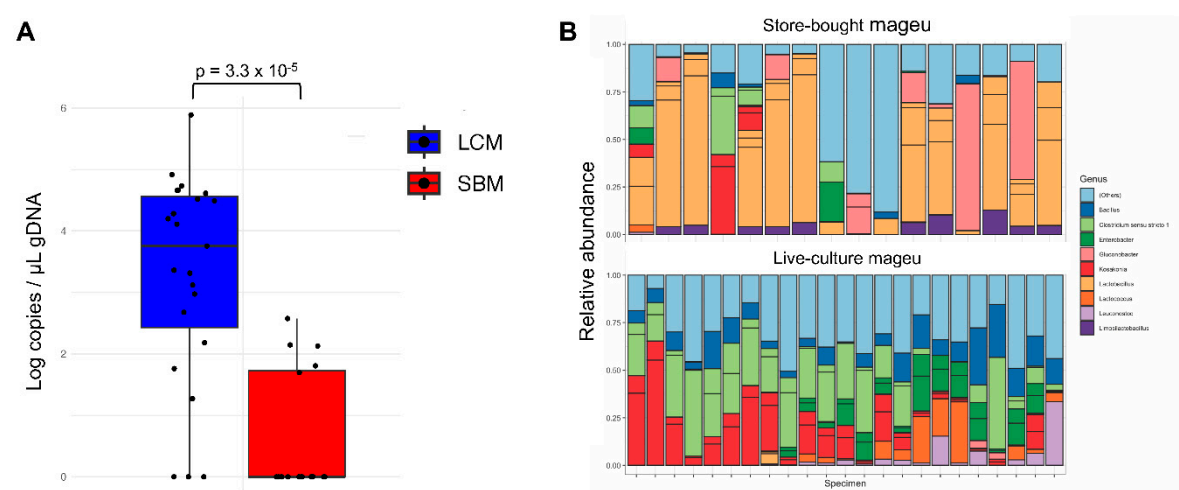 A
p = 3.3 x 10-5
6
4
2
0
Log copies / µL gDNA
LCM
SBM
B
Store-bought mageu
1.00
0.75
0.50
0.25
0.00
Live-culture mageu
1.00
0.75
0.50
0.25
0.00
Relative abundance
Specimen
Genus
(Others)
Bacillus
Clostridium sensu stricto 1
Enterobacter
Gluconobacter
Kosakonia
Lactobacillus
Lactococcus
Leuconostoc
Limosilactobacillus